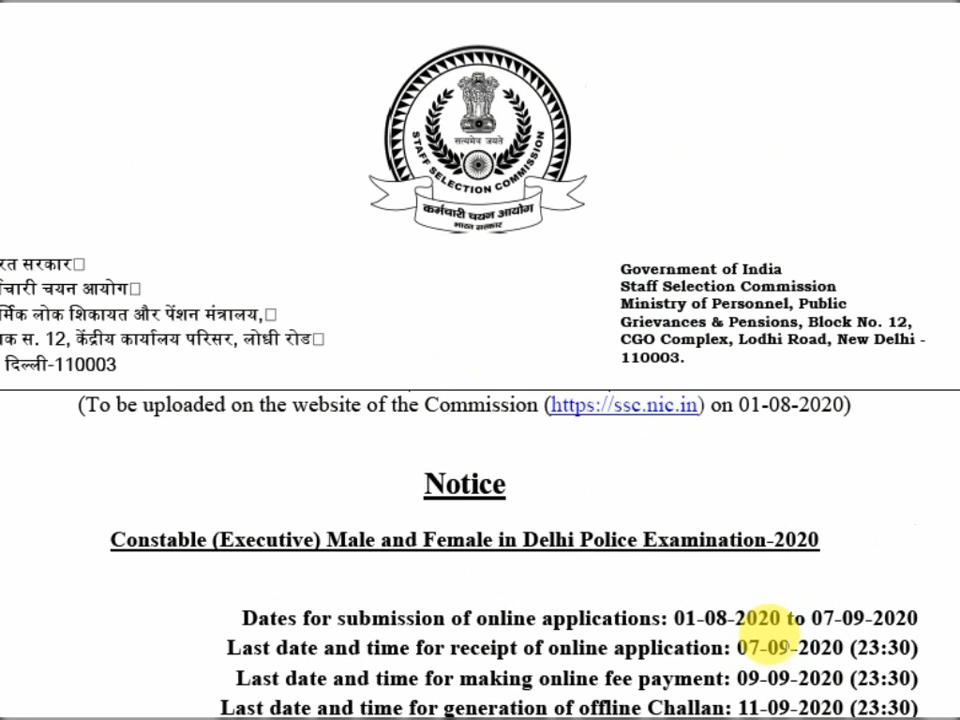 सत्यमेव जयते
STAFF SELECTION COMMISSION
कर्मचारी चयन आयोग
भारत सरकार
सरकार
चयन आयोग
लोक शिकायत और पेंशन मंत्रालय,
स. 12, केंद्रीय कार्यालय परिसर, लोधी रोड
दिल्ली-110003
Government of India
Staff Selection Commission
Ministry of Personnel, Public
Grievances & Pensions, Block No. 12,
CGO Complex, Lodhi Road, New Delhi -
110003.
(To be uploaded on the website of the Commission (https://ssc.nic.in) on 01-08-2020)
Notice
Constable (Executive) Male and Female in Delhi Police Examination-2020
Dates for submission of online applications: 01-08-2020 to 07-09-2020
Last date and time for receipt of online application: 07-09-2020 (23:30)
Last date and time for making online fee payment: 09-09-2020 (23:30)
Last date and time for generation of offline Challan: 11-09-2020 (23:30)